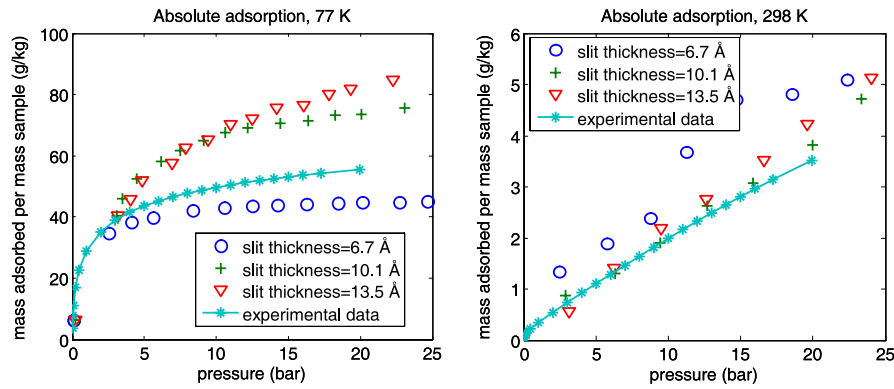 Absolute adsorption, 77 K
mass adsorbed per mass sample (g/kg)
100
80
60
40
20
0
0
5
10
15
20
25
pressure (bar)
slit thickness=6.7 Å
slit thickness=10.1 Å
slit thickness=13.5 Å
experimental data
Absolute adsorption, 298 K
mass adsorbed per mass sample (g/kg)
6
5
4
3
2
1
0
0
5
10
15
20
25
pressure (bar)
slit thickness=6.7 Å
slit thickness=10.1 Å
slit thickness=13.5 Å
experimental data